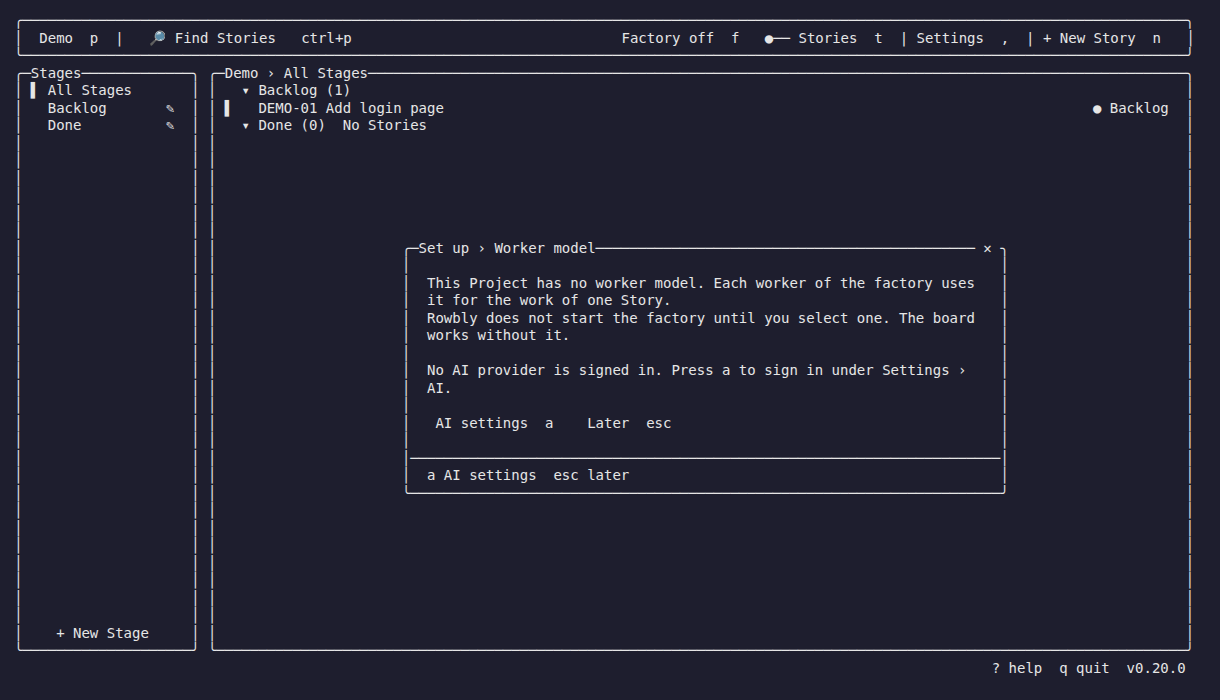 Demo p | 🔎 Find Stories ctrl+p Factory off f ●── Stories t | Settings , | + New Story n
Stages
▌ All Stages
Backlog ✎
Done ✎
+ New Stage
Demo › All Stages
▾ Backlog (1)
▌ DEMO-01 Add login page ● Backlog
▾ Done (0) No Stories
Set up › Worker model ×
This Project has no worker model. Each worker of the factory uses
it for the work of one Story.
Rowbly does not start the factory until you select one. The board
works without it.
No AI provider is signed in. Press a to sign in under Settings ›
AI.
AI settings a Later esc
a AI settings esc later
? help q quit v0.20.0